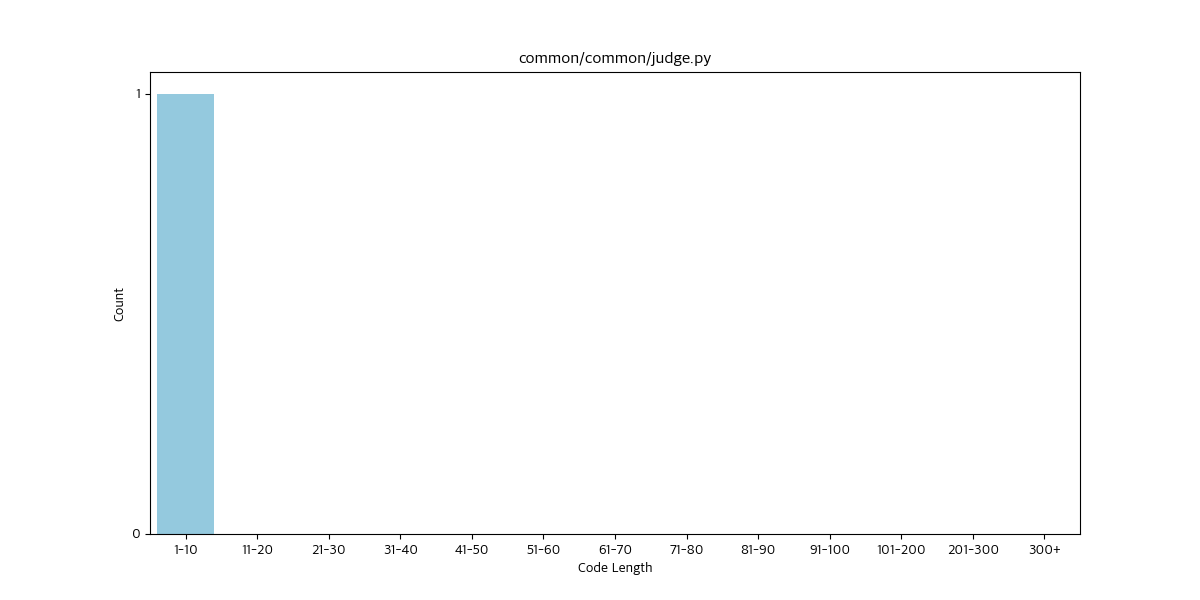 common/common/judge.py
1
Count
0
1-10 11-20 21-30 31-40 41-50 51-60 61-70 71-80 81-90 91-100 101-200 201-300 300+
Code Length